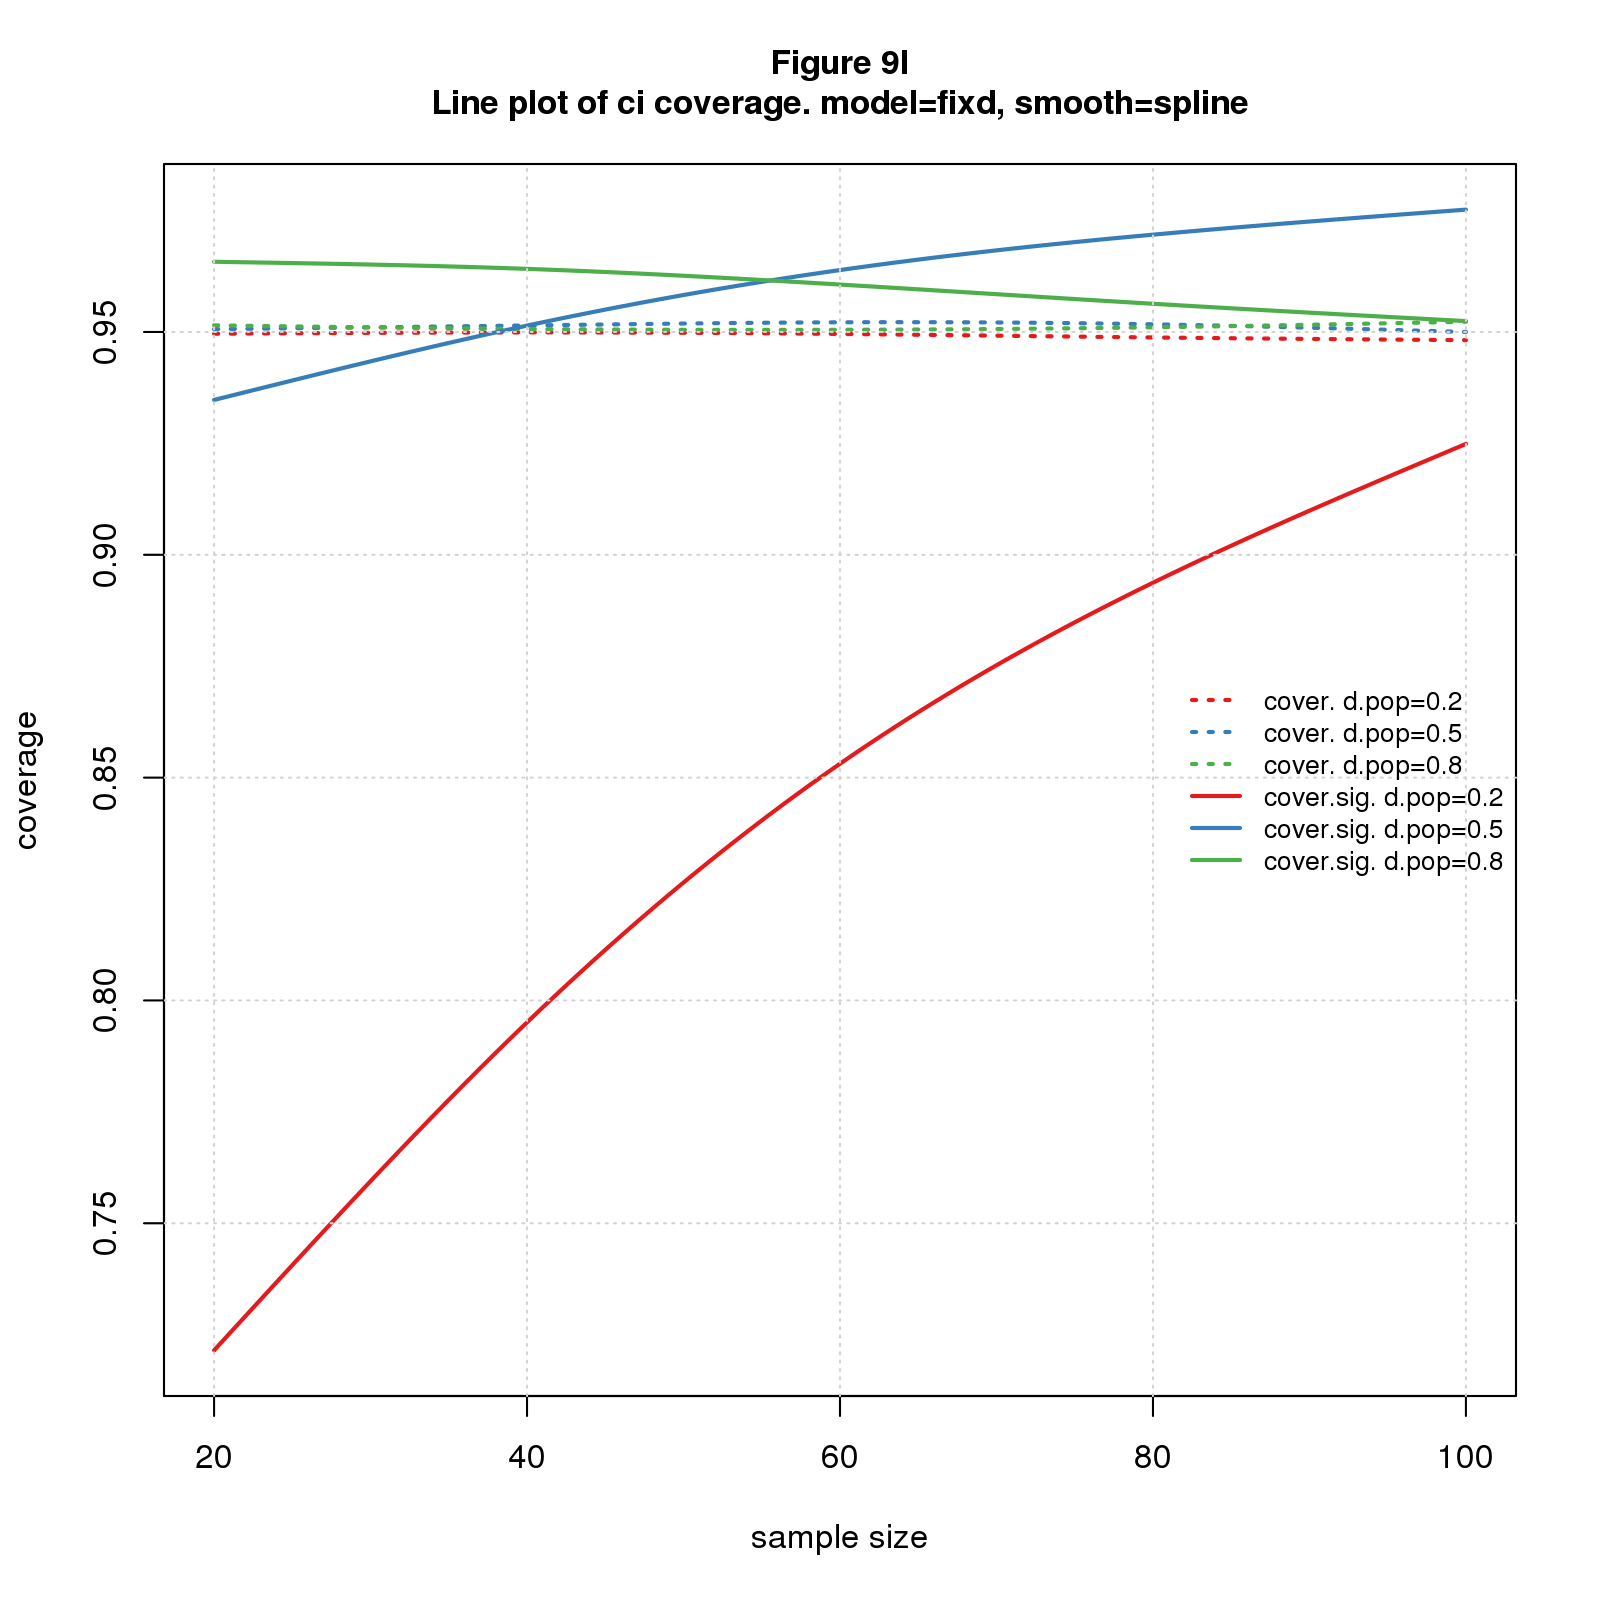 Figure 9l
Line plot of ci coverage. model=fixd, smooth=spline
coverage
0.95
0.90
0.85
0.80
0.75
cover. d.pop=0.2
cover. d.pop=0.5
cover. d.pop=0.8
cover.sig. d.pop=0.2
cover.sig. d.pop=0.5
cover.sig. d.pop=0.8
20 40 60 80 100
sample size